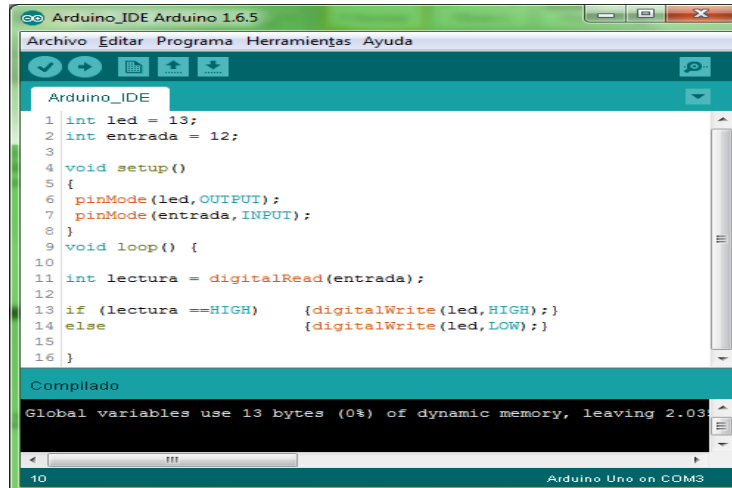 Arduino_IDE Arduino 1.6.5
Archivo Editar Programa Herramientas Ayuda
Arduino_IDE
1 int led = 13;
2 int entrada = 12;
3
4 void setup()
5 {
6 pinMode(led,OUTPUT);
7 pinMode(entrada,INPUT);
8 }
9 void loop() {
10
11 int lectura = digitalRead(entrada);
12
13 if (lectura ==HIGH) {digitalWrite(led,HIGH);}
14 else {digitalWrite(led,LOW);}
15
16 }
Compilado
Global variables use 13 bytes (0%) of dynamic memory, leaving 2.03
10 Arduino Uno on COM3